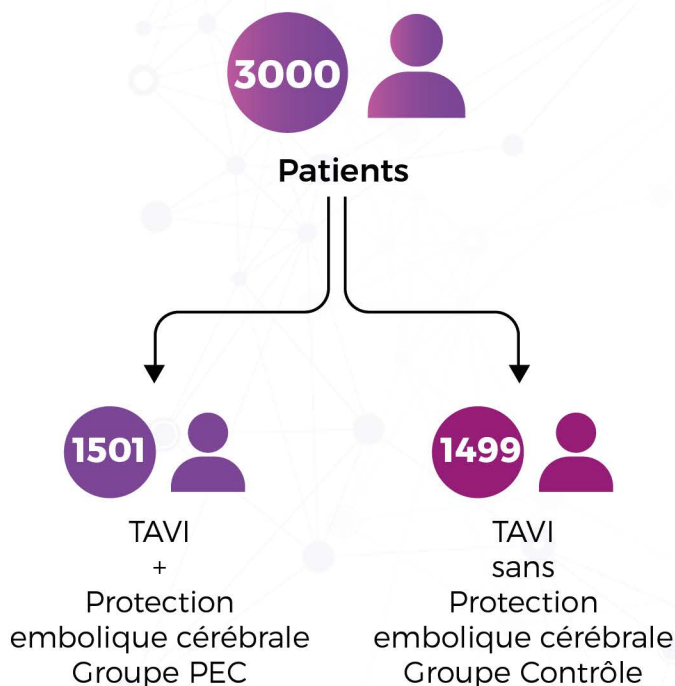 3000
Patients
1501
TAVI
+
Protection
embolique cérébrale
Groupe PEC
1499
TAVI
sans
Protection
embolique cérébrale
Groupe Contrôle